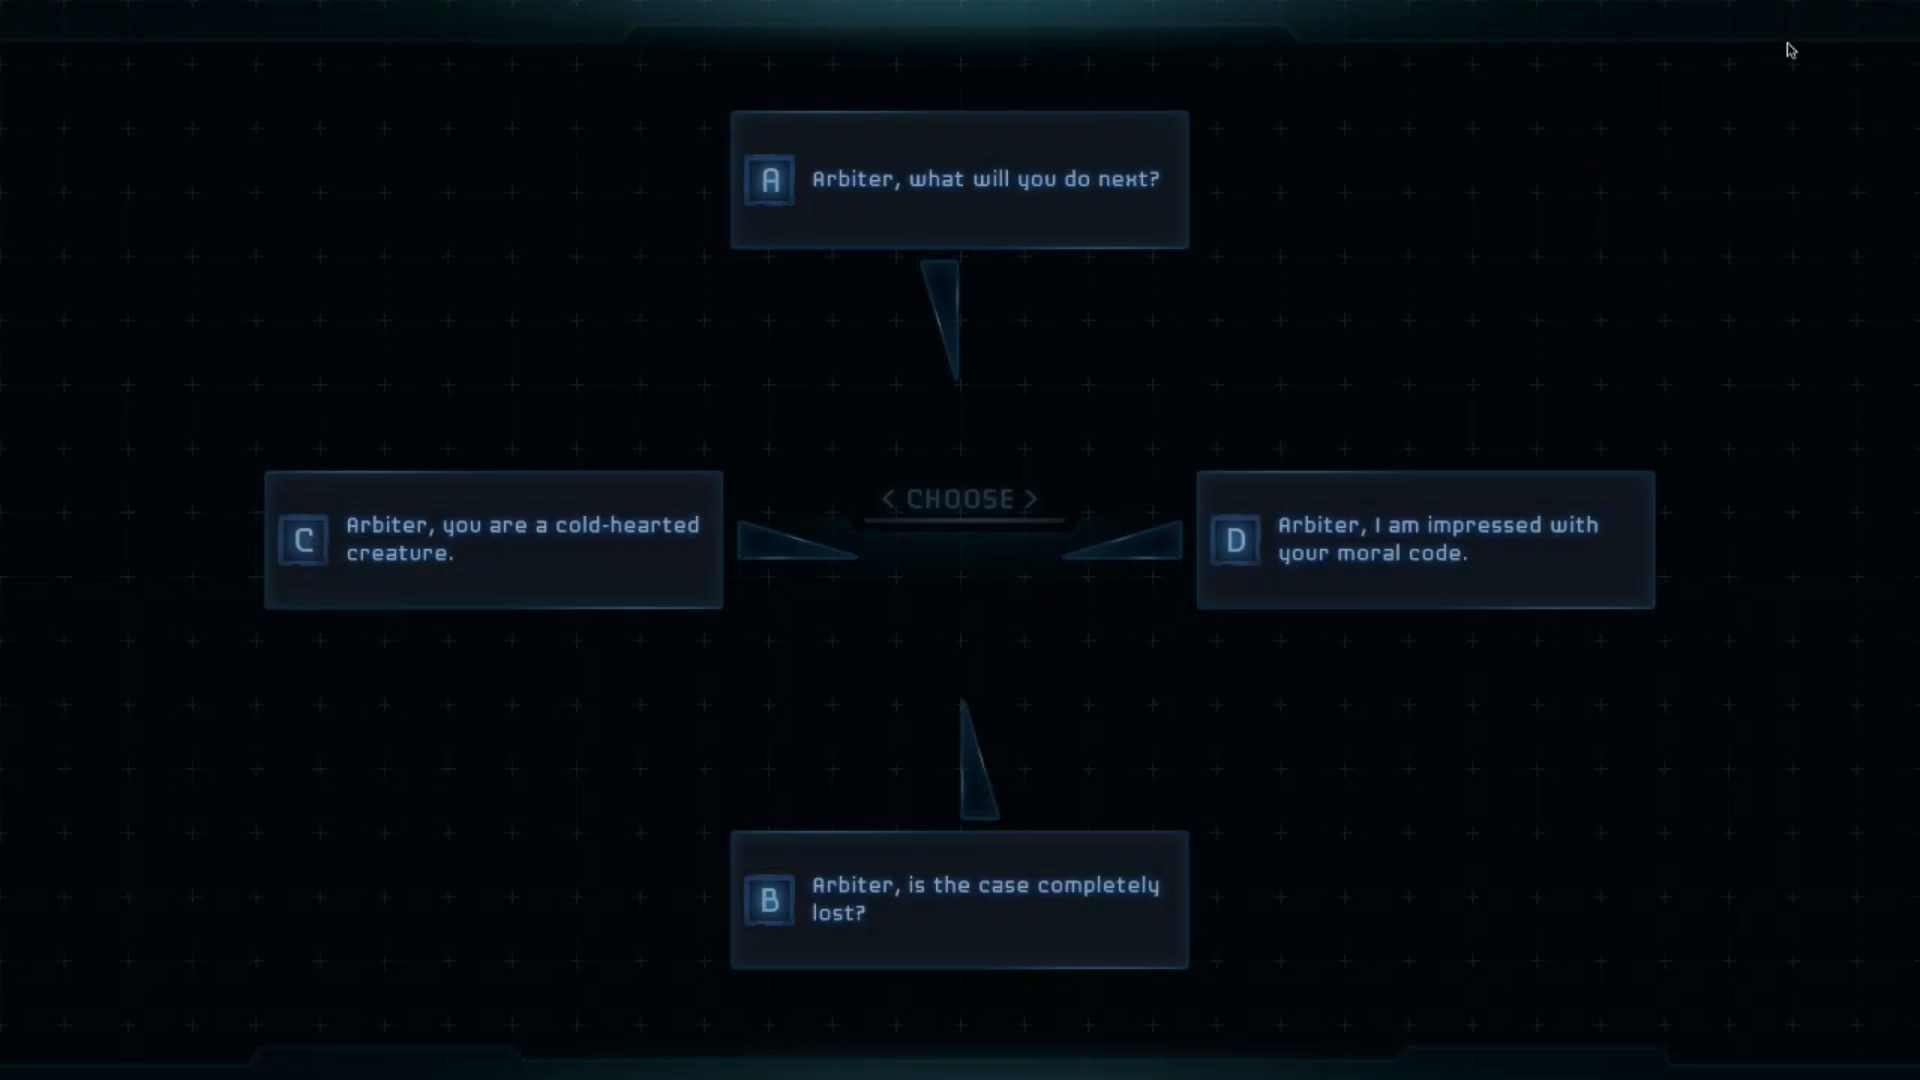 A
Arbiter, what will you do next?
< CHOOSE >
C
Arbiter, you are a cold-hearted
creature.
D
Arbiter, I am impressed with
your moral code.
B
Arbiter, is the case completely
lost?